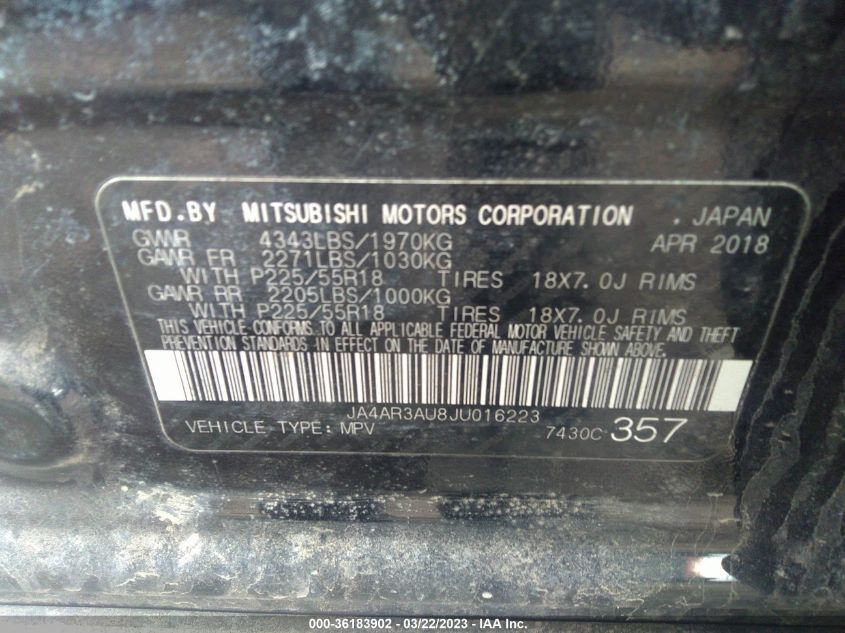 MFD.BY MITSUBISHI MOTORS CORPORATION . JAPAN
GVWR 4343LBS/1970KG APR 2018
GAWR FR 2271LBS/1030KG
WITH P225/55R18 TIRES 18X7.0J RIMS
GAWR RR 2205LBS/1000KG
WITH P225/55R18 TIRES 18X7.0J RIMS
THIS VEHICLE CONFORMS TO ALL APPLICABLE FEDERAL MOTOR VEHICLE SAFETY AND THEFT
PREVENTION STANDARDS IN EFFECT ON THE DATE OF MANUFACTURE SHOWN ABOVE.
JA4AR3AU8JU016223
VEHICLE TYPE: MPV 7430C 357
000-36183902 - 03/22/2023 - IAA Inc.